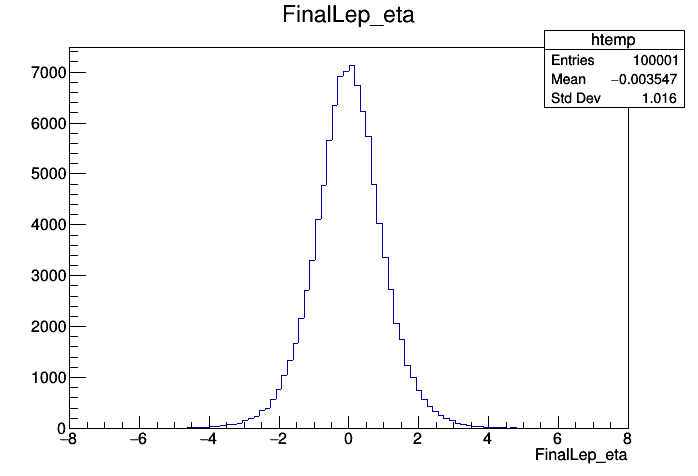 FinalLep_eta
htemp
Entries 100001
Mean −0.003547
Std Dev 1.016
7000
6000
5000
4000
3000
2000
1000
0
−8 −6 −4 −2 0 2 4 6 8
FinalLep_eta